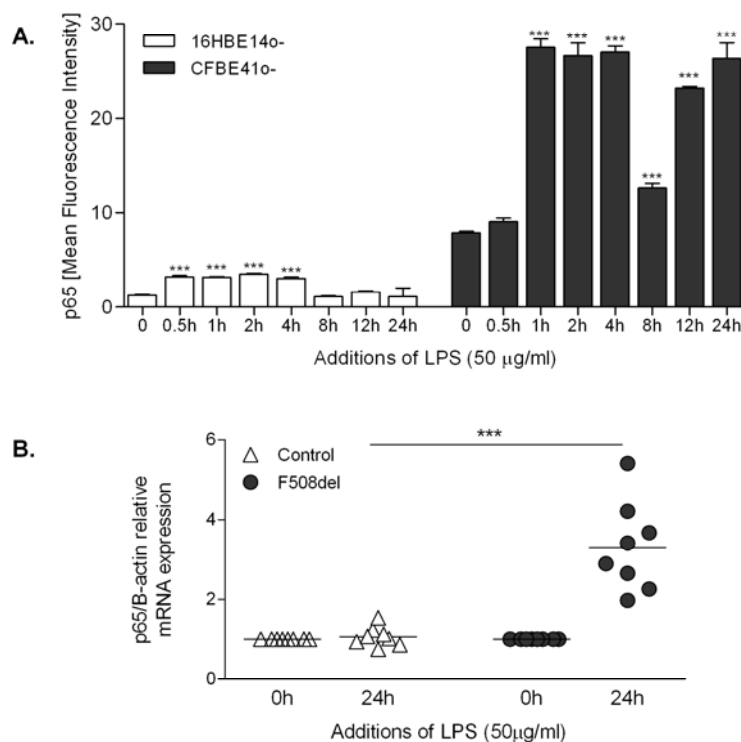 A.
30
20
10
0
p65 [Mean Fluorescence Intensity]
16HBE14o-
CFBE41o-
*** *** *** ***
*** *** *** *** *** ***
0 0.5h 1h 2h 4h 8h 12h 24h 0 0.5h 1h 2h 4h 8h 12h 24h
Additions of LPS (50 μg/ml)
B.
6
4
2
0
p65/B-actin relative
mRNA expression
Control
F508del
***
0h 24h 0h 24h
Additions of LPS (50μg/ml)